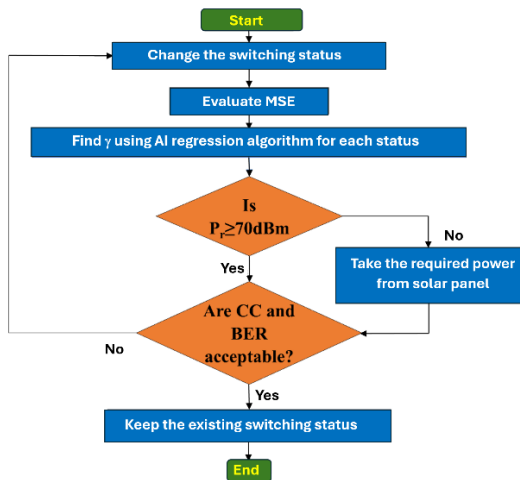 Start
Change the switching status
Evaluate MSE
Find γ using AI regression algorithm for each status
Is
Pr≥70dBm
No
Yes
Take the required power
from solar panel
Are CC and
BER
acceptable?
No
Yes
Keep the existing switching status
End